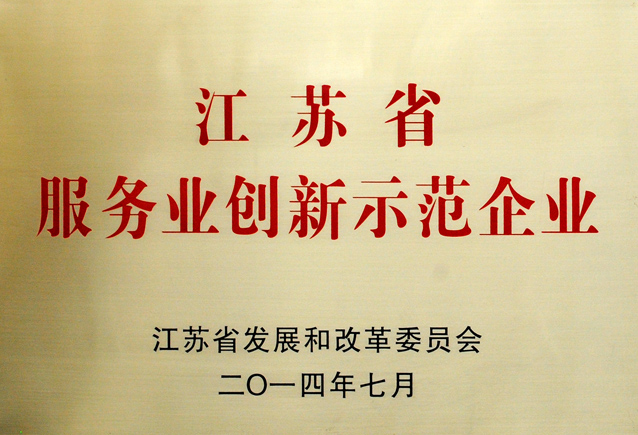 江苏省
服务业创新示范企业
江苏省发展和改革委员会
二〇一四年七月